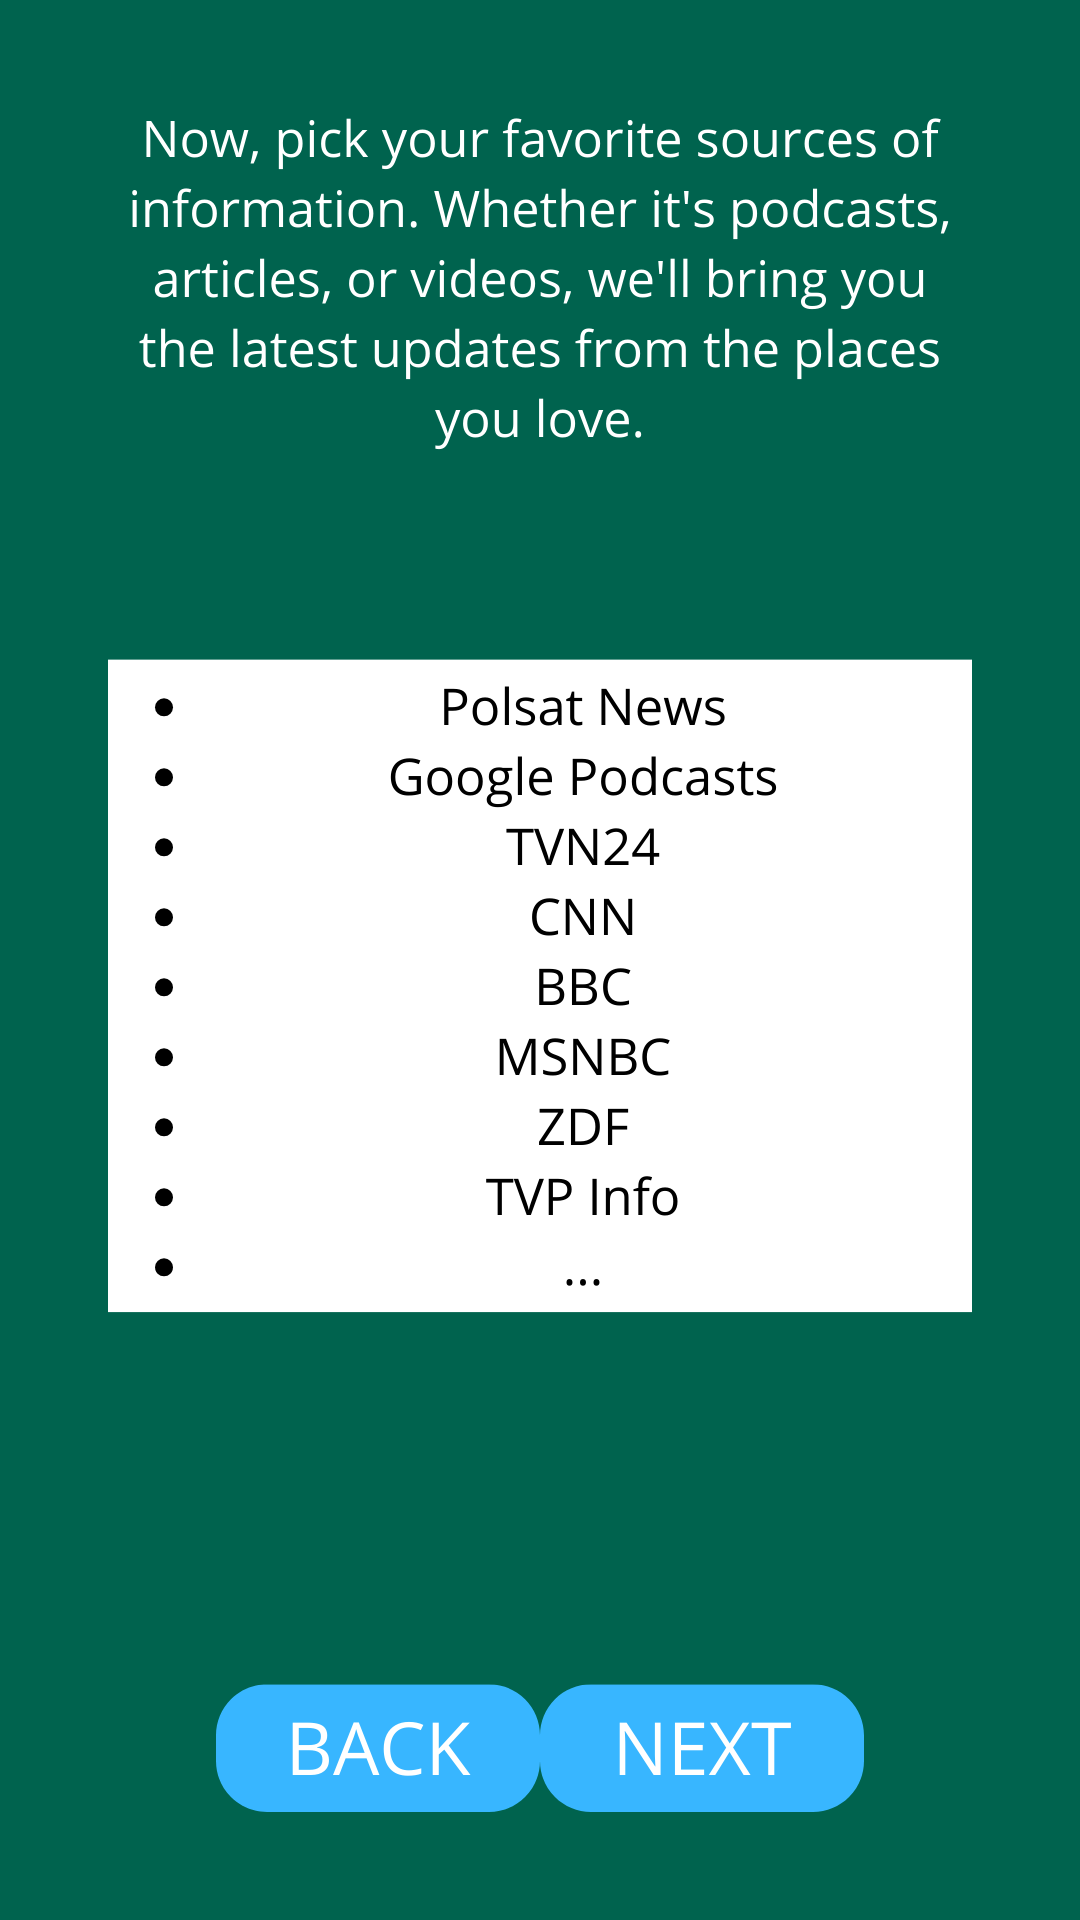 Now, pick your favorite sources of
information. Whether it's podcasts,
articles, or videos, we'll bring you
the latest updates from the places
you love.
• Polsat News
• Google Podcasts
• TVN24
• CNN
• BBC
• MSNBC
• ZDF
• TVP Info
• ...
BACK NEXT